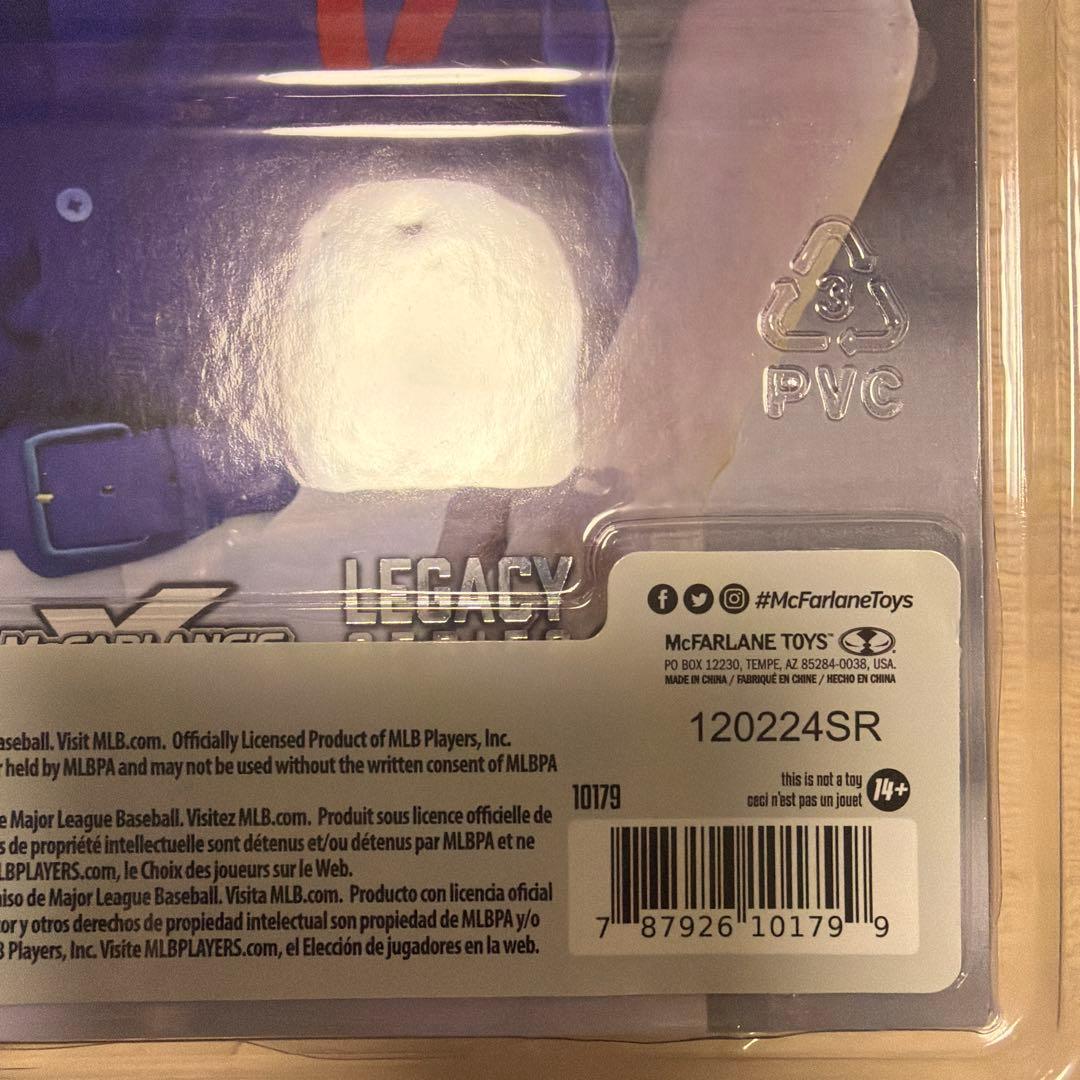 3
PVC
LEGACY
SERIES
McFARLANE'S
#McFarlaneToys
McFARLANE TOYS™
PO BOX 12230, TEMPE, AZ 85284-0038, USA.
MADE IN CHINA / FABRIQUÉ EN CHINE / HECHO EN CHINA
120224SR
this is not a toy
ceci n'est pas un jouet
14+
10179
7 87926 10179 9
aseball. Visit MLB.com. Officially Licensed Product of MLB Players, Inc.
r held by MLBPA and may not be used without the written consent of MLBPA
e Major League Baseball. Visitez MLB.com. Produit sous licence officielle de
s de propriété intellectuelle sont détenus et/ou détenus par MLBPA et ne
LBPLAYERS.com, le Choix des joueurs sur le Web.
iso de Major League Baseball. Visita MLB.com. Producto con licencia oficial
tor y otros derechos de propiedad intelectual son propiedad de MLBPA y/o
B Players, Inc. Visite MLBPLAYERS.com, el Elección de jugadores en la web.